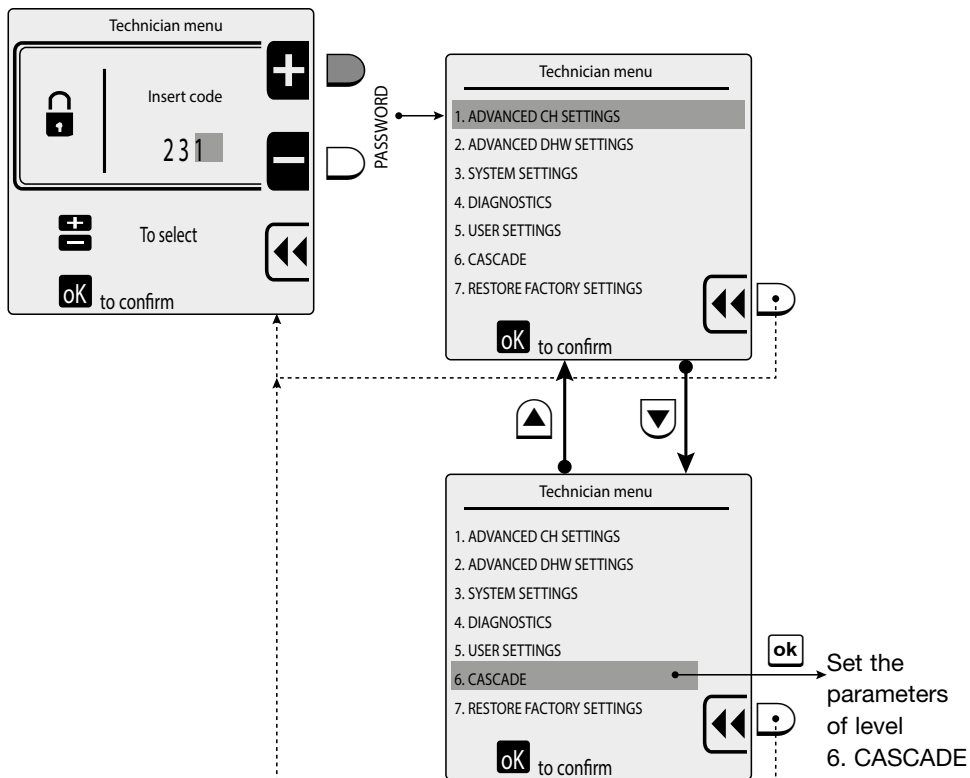 Technician menu
Insert code
2 3 1
To select
oK to confirm
PASSWORD
Technician menu
1. ADVANCED CH SETTINGS
2. ADVANCED DHW SETTINGS
3. SYSTEM SETTINGS
4. DIAGNOSTICS
5. USER SETTINGS
6. CASCADE
7. RESTORE FACTORY SETTINGS
oK to confirm
Technician menu
1. ADVANCED CH SETTINGS
2. ADVANCED DHW SETTINGS
3. SYSTEM SETTINGS
4. DIAGNOSTICS
5. USER SETTINGS
6. CASCADE
7. RESTORE FACTORY SETTINGS
oK to confirm
ok
Set the
parameters
of level
6. CASCADE